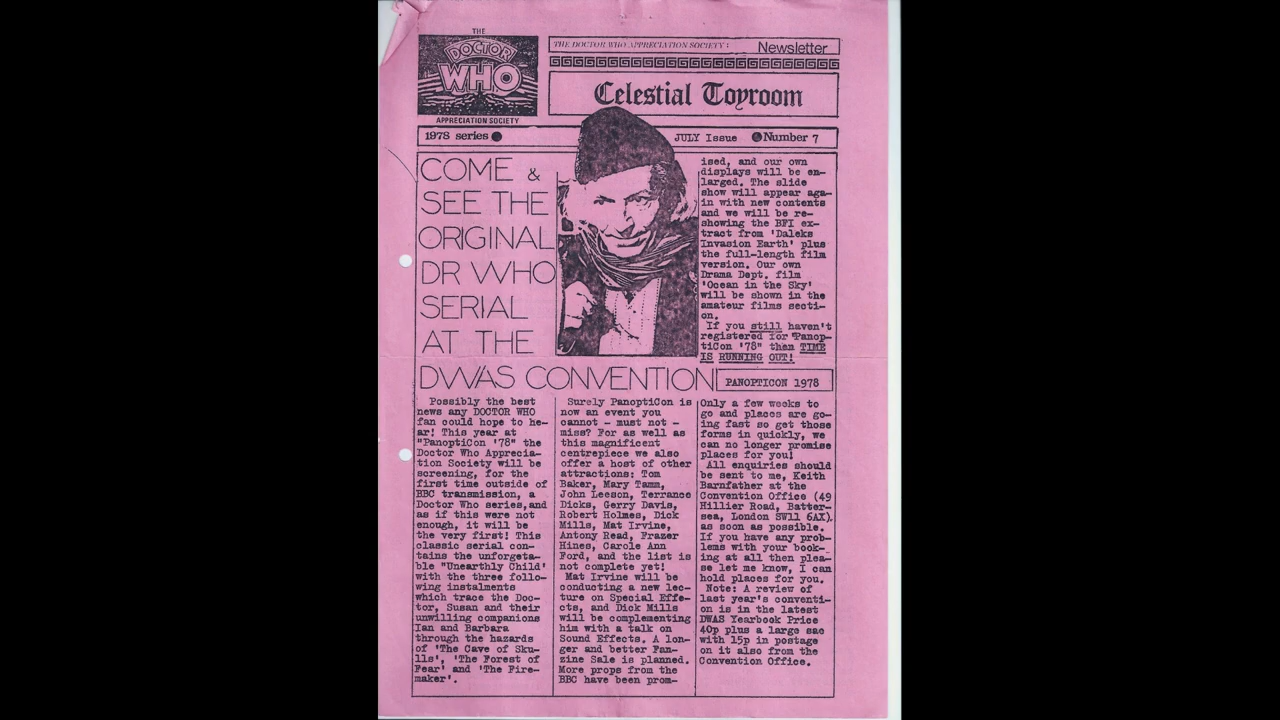 THE
DOCTOR
WHO
APPRECIATION SOCIETY
THE DOCTOR WHO APPRECIATION SOCIETY :
Newsletter
Celestial Toyroom
1978 series
JULY Issue
Number 7
COME &
SEE THE
ORIGINAL
DR WHO
SERIAL
AT THE
DWAS CONVENTION
PANOPTICON 1978
Possibly the best
news any DOCTOR WHO
fan could hope to he-
ar! This year at
"PanoptiCon '78" the
Doctor Who Apprecia-
tion Society will be
screening, for the
first time outside of
BBC transmission, a
Doctor Who series,and
as if this were not
enough, it will be
the very first! This
classic serial con-
tains the unforgeta-
ble "Unearthly Child'
with the three follo-
wing instalments
which trace the Doc-
tor, Susan and their
unwilling companions
Ian and Barbara
through the hazards
of 'The Cave of Sku-
lls', 'The Forest of
Fear' and 'The Fire-
maker'.
Surely PanoptiCon is
now an event you
cannot - must not -
miss? For as well as
this magnificent
centrepiece we also
offer a host of other
attractions: Tom
Baker, Mary Tamm,
John Leeson, Terrance
Dicks, Gerry Davis,
Robert Holmes, Dick
Mills, Mat Irvine,
Antony Read, Frazer
Hines, Carole Ann
Ford, and the list is
not complete yet!
Mat Irvine will be
conducting a new lec-
ture on Special Effe-
cts, and Dick Mills
will be complementing
him with a talk on
Sound Effects. A lon-
ger and better Fan-
zine Sale is planned.
More props from the
BBC have been prom-
ised, and our own
displays will be en-
larged. The slide
show will appear aga-
in with new contents
and we will be re-
showing the BFI ex-
tract from 'Daleks
Invasion Earth' plus
the full-length film
version. Our own
Drama Dept. film
'Ocean in the Sky'
will be shown in the
amateur films secti-
on.
If you still haven't
registered for "Panop-
tiCon '78" then TIME
IS RUNNING OUT!
Only a few weeks to
go and places are go-
ing fast so get those
forms in quickly, we
can no longer promise
places for you!
All enquiries should
be sent to me, Keith
Barnfather at the
Convention Office (49
Hillier Road, Batter-
sea, London SW11 6AX),
as soon as possible.
If you have any prob-
lems with your book-
ing at all then plea-
se let me know, I can
hold places for you.
Note: A review of
last year's conventi-
on is in the latest
DWAS Yearbook Price
40p plus a large sae
with 15p in postage
on it also from the
Convention Office.